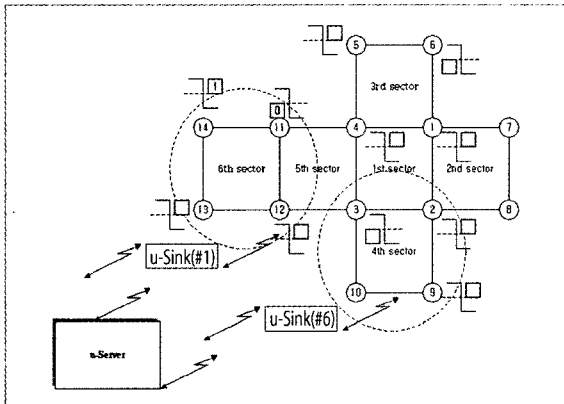 5
6
3rd sector
1
0
14
11
4
1
7
6th sector
5th sector
1st sector
2nd sector
13
12
3
2
8
4th sector
u-Sink(#1)
10
9
u-Sink(#6)
u-Server